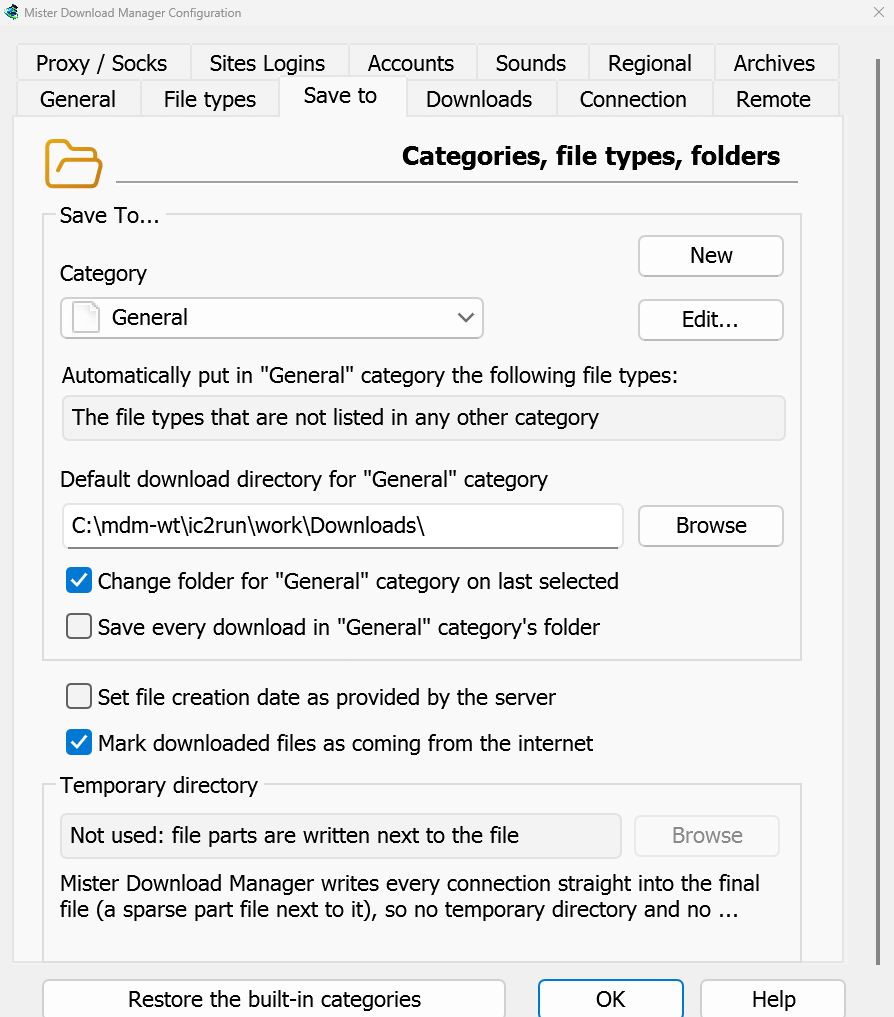 Mister Download Manager Configuration
Proxy / Socks
Sites Logins
Accounts
Sounds
Regional
Archives
General
File types
Save to
Downloads
Connection
Remote
Categories, file types, folders
Save To...
New
Category
General
Edit...
Automatically put in "General" category the following file types:
The file types that are not listed in any other category
Default download directory for "General" category
C:\mdm-wt\ic2run\work\Downloads\
Browse
Change folder for "General" category on last selected
Save every download in "General" category's folder
Set file creation date as provided by the server
Mark downloaded files as coming from the internet
Temporary directory
Not used: file parts are written next to the file
Browse
Mister Download Manager writes every connection straight into the final
file (a sparse part file next to it), so no temporary directory and no ...
Restore the built-in categories
OK
Help